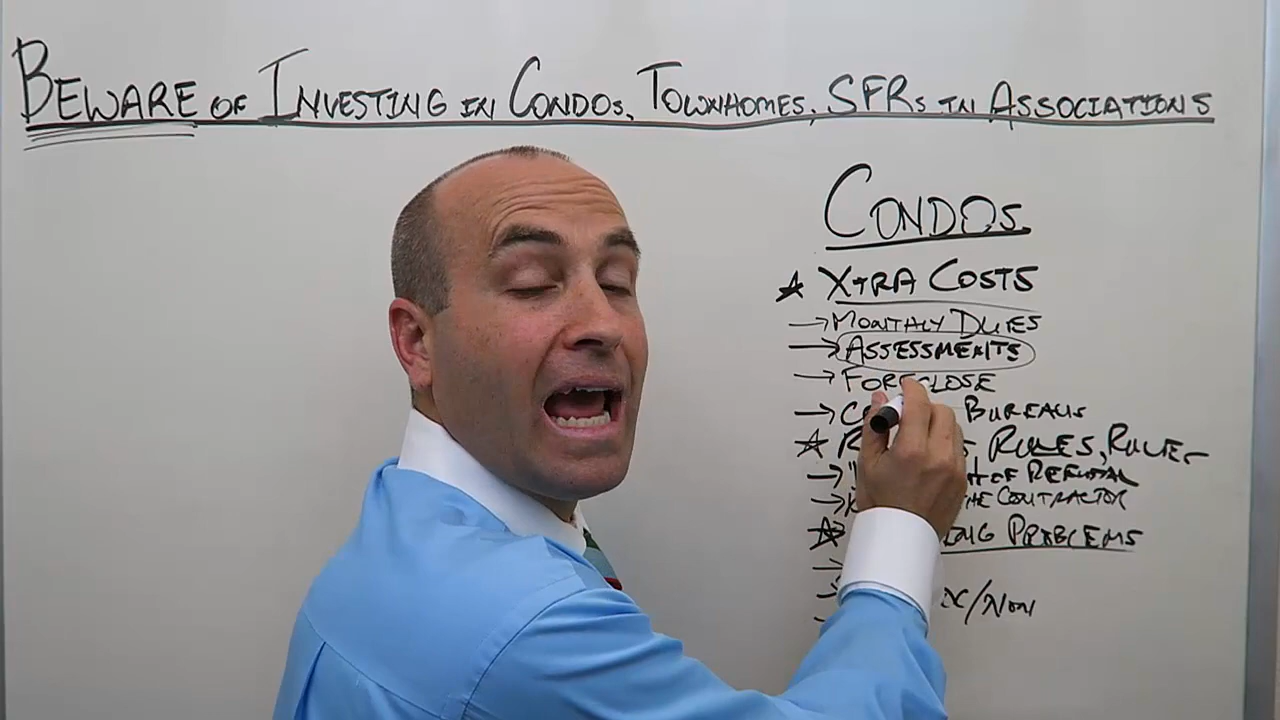 BEWARE OF INVESTING IN CONDOS, TOWNHOMES, SFRS IN ASSOCIATIONS
CONDOS
XTRA COSTS
→ MONTHLY DUES
→ ASSESSMENTS
→ FORECLOSE
→ BUREAUS
RULES, RULES
→ OF REFUSAL
→ THE CONTRACTOR
PROBLEMS
/NON